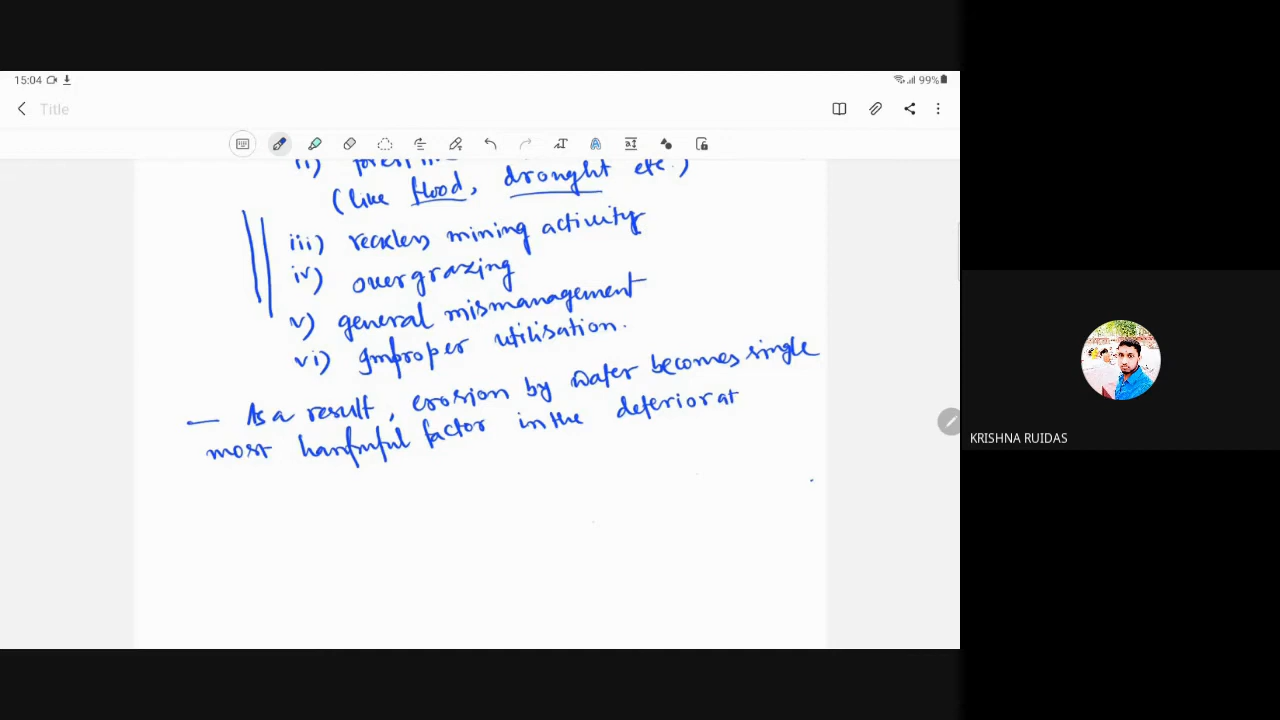 15:04
99%
Title
ii)
(like flood, drought etc.)
iii) reckless mining activity
iv) overgrazing
v) general mismanagement
vi) Improper utilisation.
— As a result, erosion by water becomes single
most harmful factor in the deteriorat
KRISHNA RUIDAS